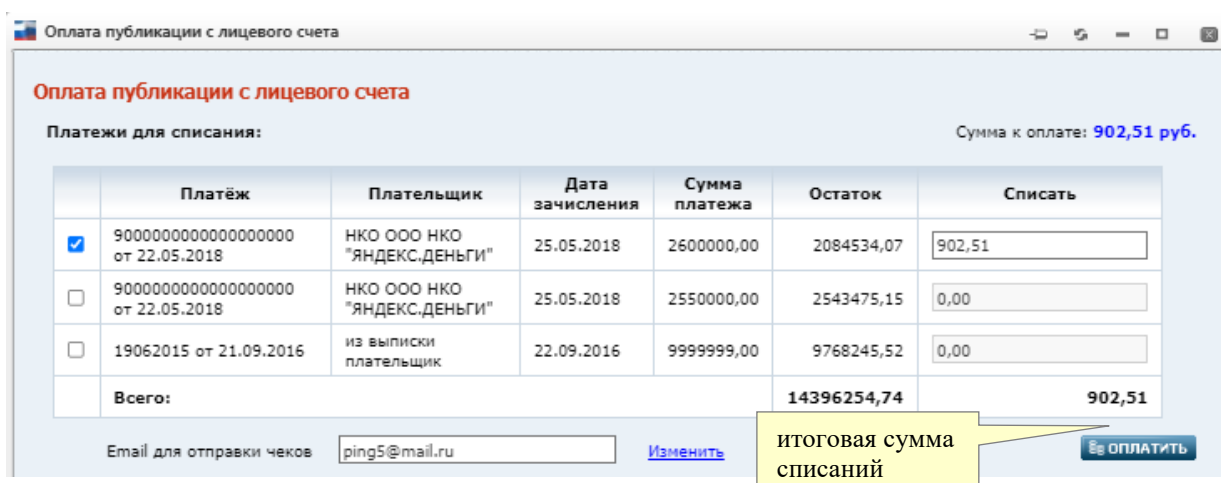 Оплата публикации с лицевого счета
Оплата публикации с лицевого счета
Платежи для списания:
Сумма к оплате: 902,51 руб.
Платёж
Плательщик
Дата
зачисления
Сумма
платежа
Остаток
Списать
9000000000000000000
от 22.05.2018
НКО ООО НКО
"ЯНДЕКС.ДЕНЬГИ"
25.05.2018
2600000,00
2084534,07
902,51
9000000000000000000
от 22.05.2018
НКО ООО НКО
"ЯНДЕКС.ДЕНЬГИ"
25.05.2018
2550000,00
2543475,15
0,00
19062015 от 21.09.2016
из выписки
плательщик
22.09.2016
9999999,00
9768245,52
0,00
Всего:
14396254,74
902,51
Email для отправки чеков
ping5@mail.ru
Изменить
итоговая сумма
списаний
ОПЛАТИТЬ